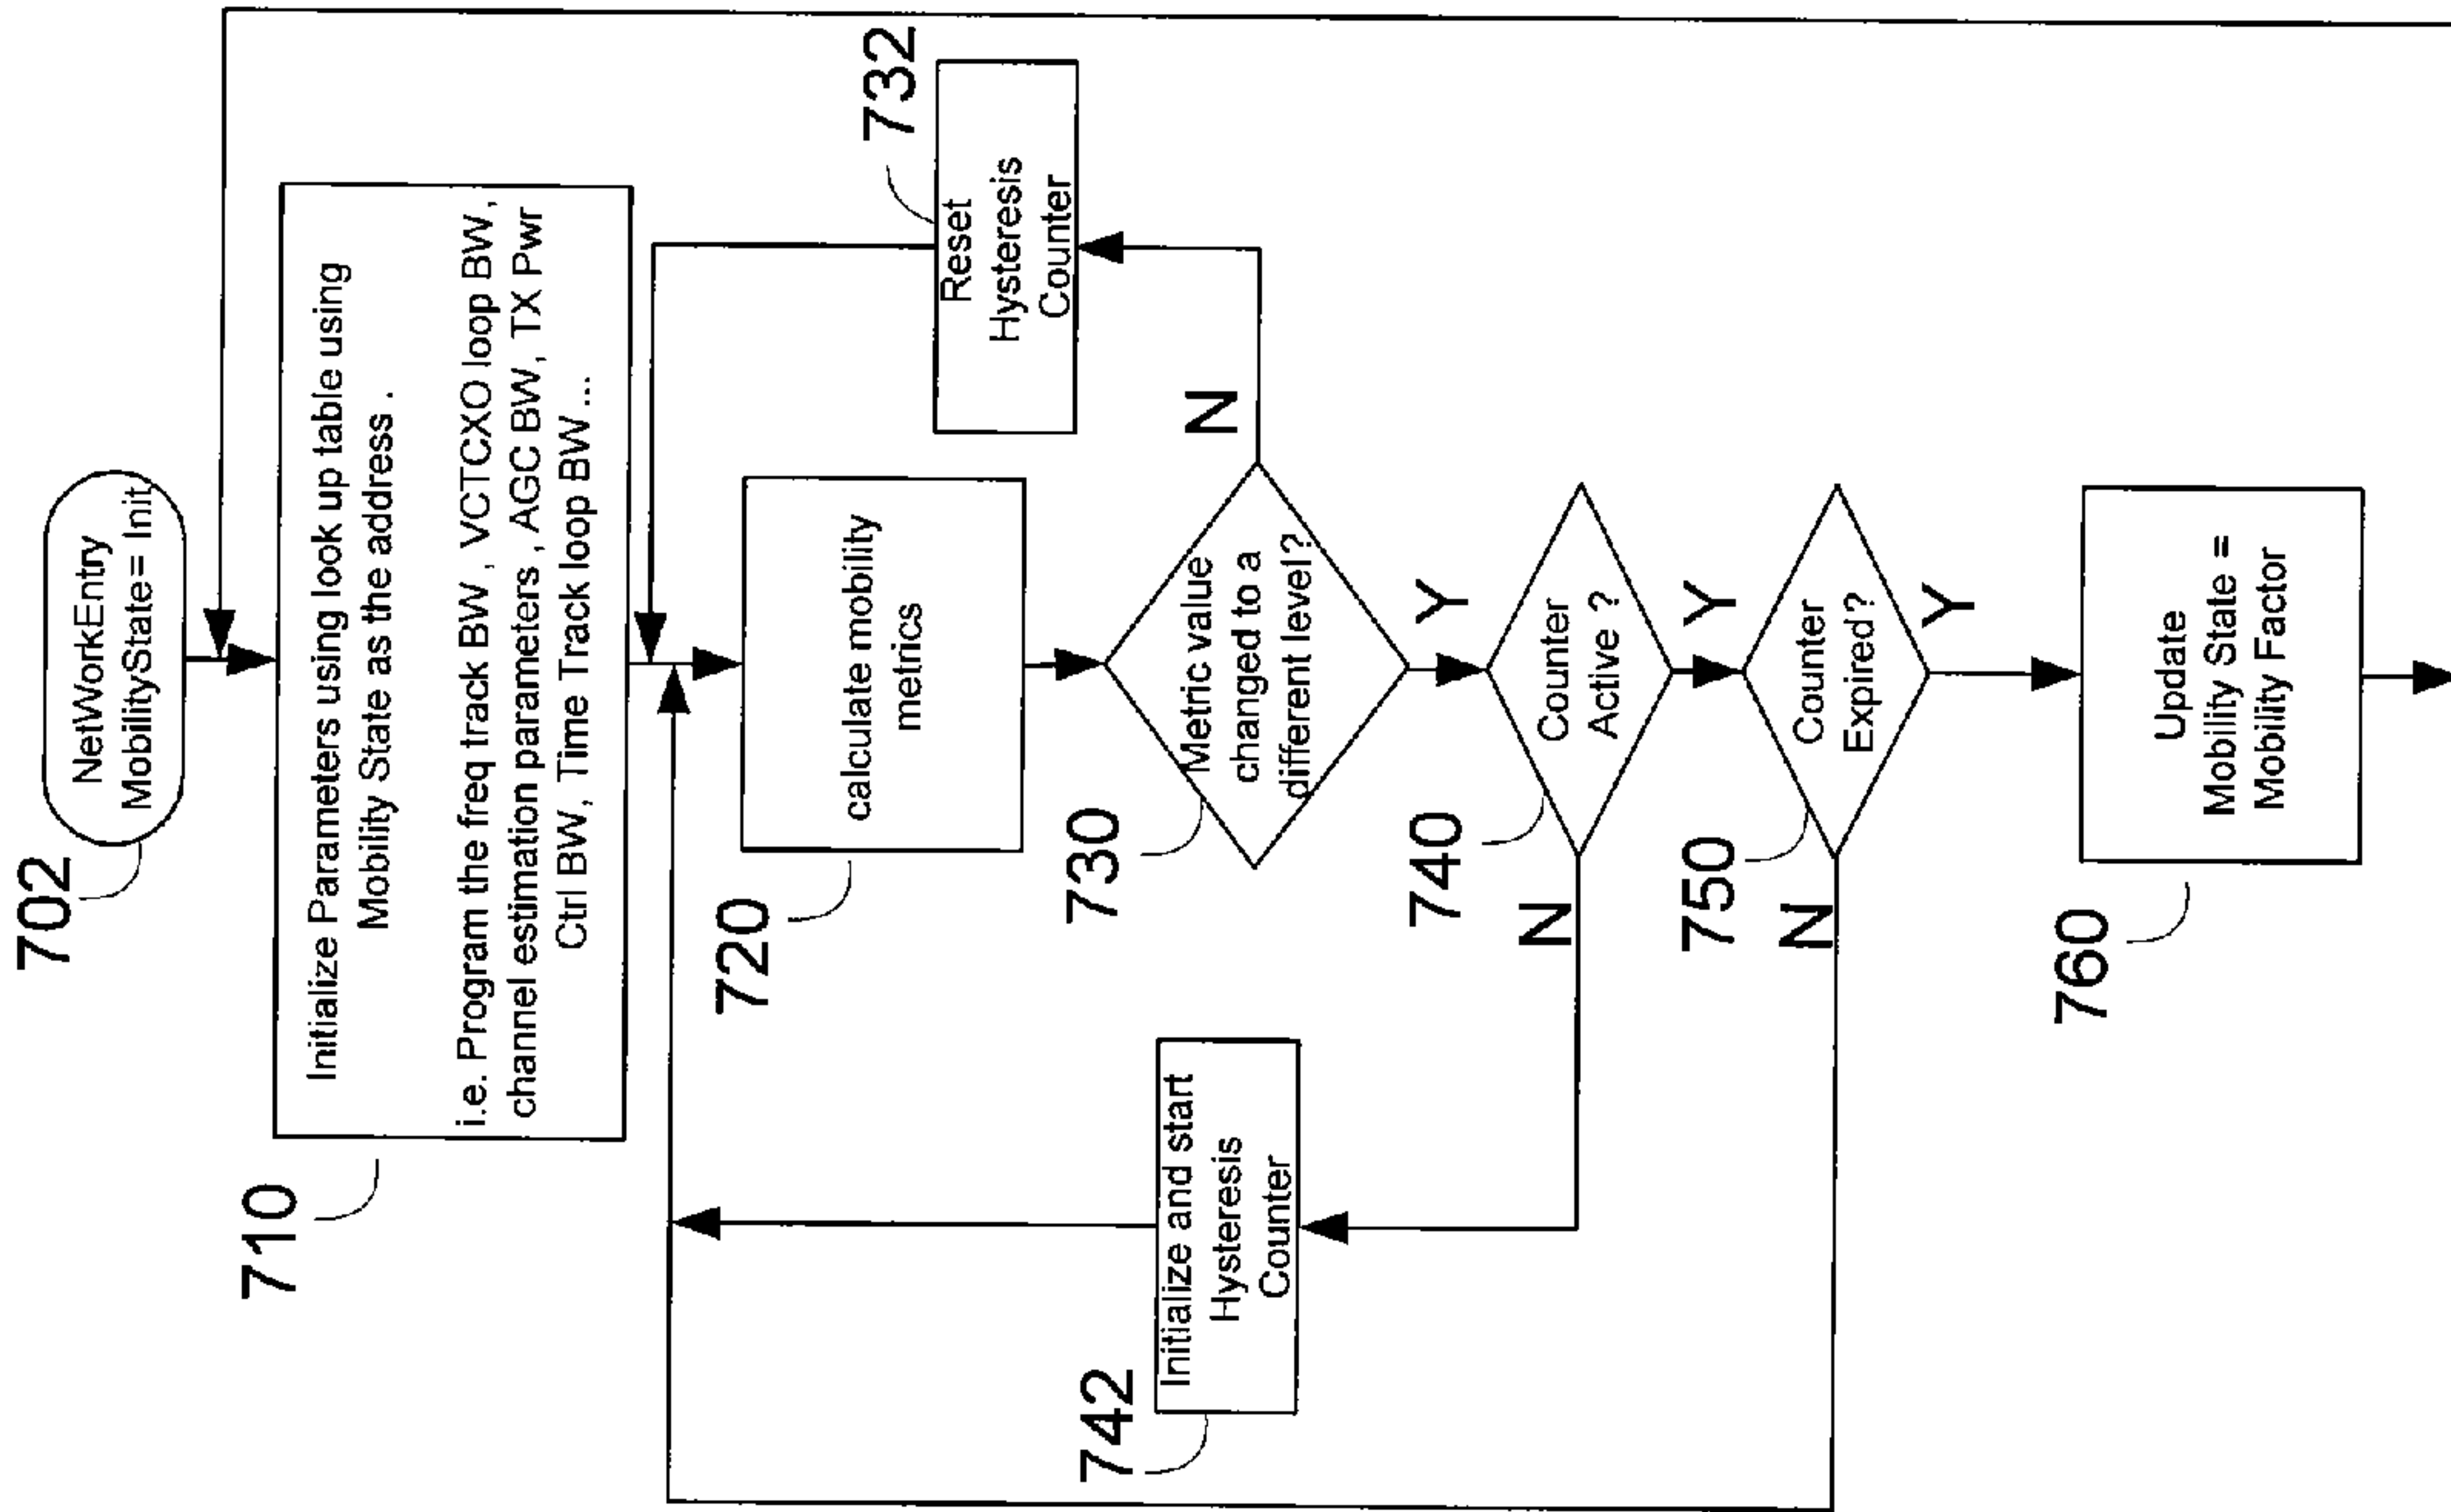 702
NetWorkEntry
MobilityState= Init
710
Initialize Parameters using look up table using
Mobility State as the address .
i.e. Program the freq track BW , VCTCXO loop BW ,
channel estimation parameters , AGC BW , TX Pwr
Ctrl BW, Time Track loop BW ...
720
calculate mobility
metrics
732
Reset
Hysteresis
Counter
730
Metric value
changed to a
different level?
N
Y
742
Initialize and start
Hysteresis
Counter
740
Counter
Active ?
N
Y
750
Counter
Expired?
N
Y
760
Update
Mobility State =
Mobility Factor